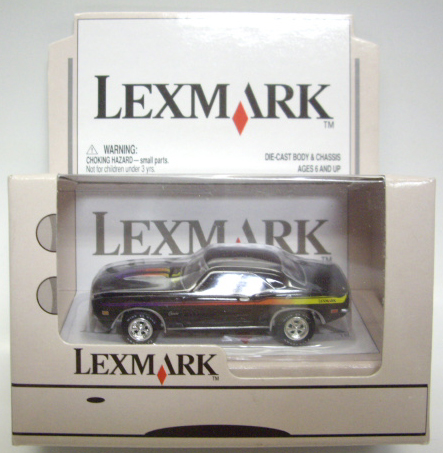 LEXMARK
TM
WARNING:
CHOKING HAZARD — small parts.
Not for children under 3 yrs.
DIE-CAST BODY & CHASSIS
AGES 6 AND UP
LEXMARK
LEXMARK
TM